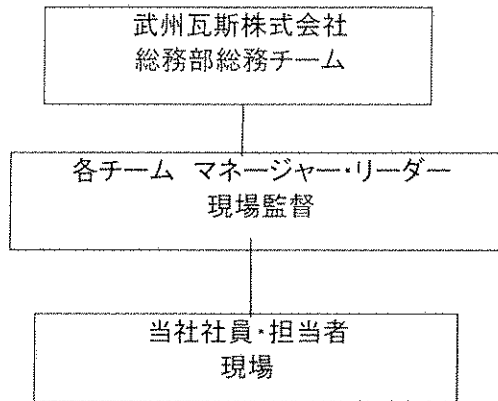 武州瓦斯株式会社
総務部総務チーム
各チーム マネージャー・リーダー
現場監督
当社社員・担当者
現場